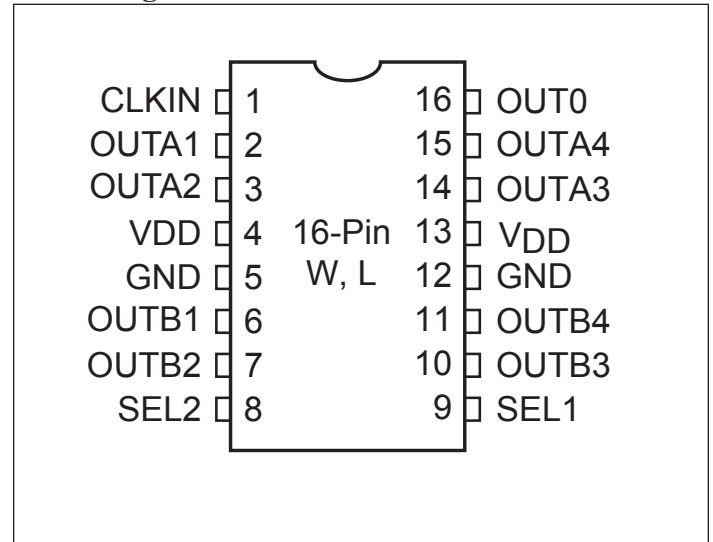 CLKIN 1 16 OUT0
OUTA1 2 15 OUTA4
OUTA2 3 14 OUTA3
VDD 4 16-Pin 13 VDD
GND 5 W, L 12 GND
OUTB1 6 11 OUTB4
OUTB2 7 10 OUTB3
SEL2 8 9 SEL1